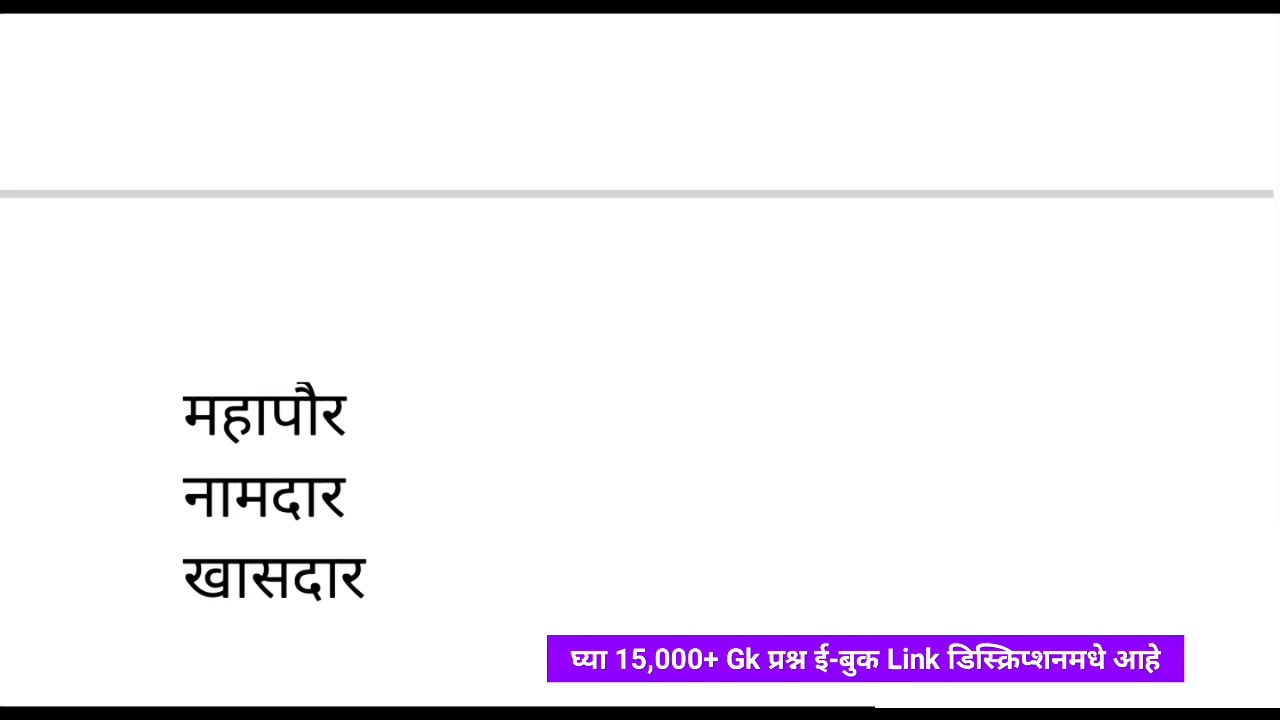 महापौर
नामदार
खासदार
घ्या 15,000+ Gk प्रश्न ई-बुक Link डिस्क्रिप्शनमधे आहे